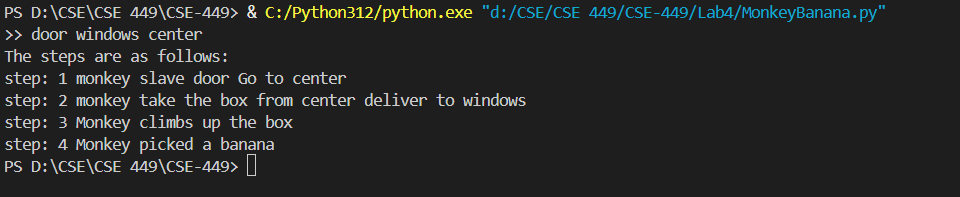 PS D:\CSE\CSE 449\CSE-449> & C:/Python312/python.exe "d:/CSE/CSE 449/CSE-449/Lab4/MonkeyBanana.py"
>> door windows center
The steps are as follows:
step: 1 monkey slave door Go to center
step: 2 monkey take the box from center deliver to windows
step: 3 Monkey climbs up the box
step: 4 Monkey picked a banana
PS D:\CSE\CSE 449\CSE-449>